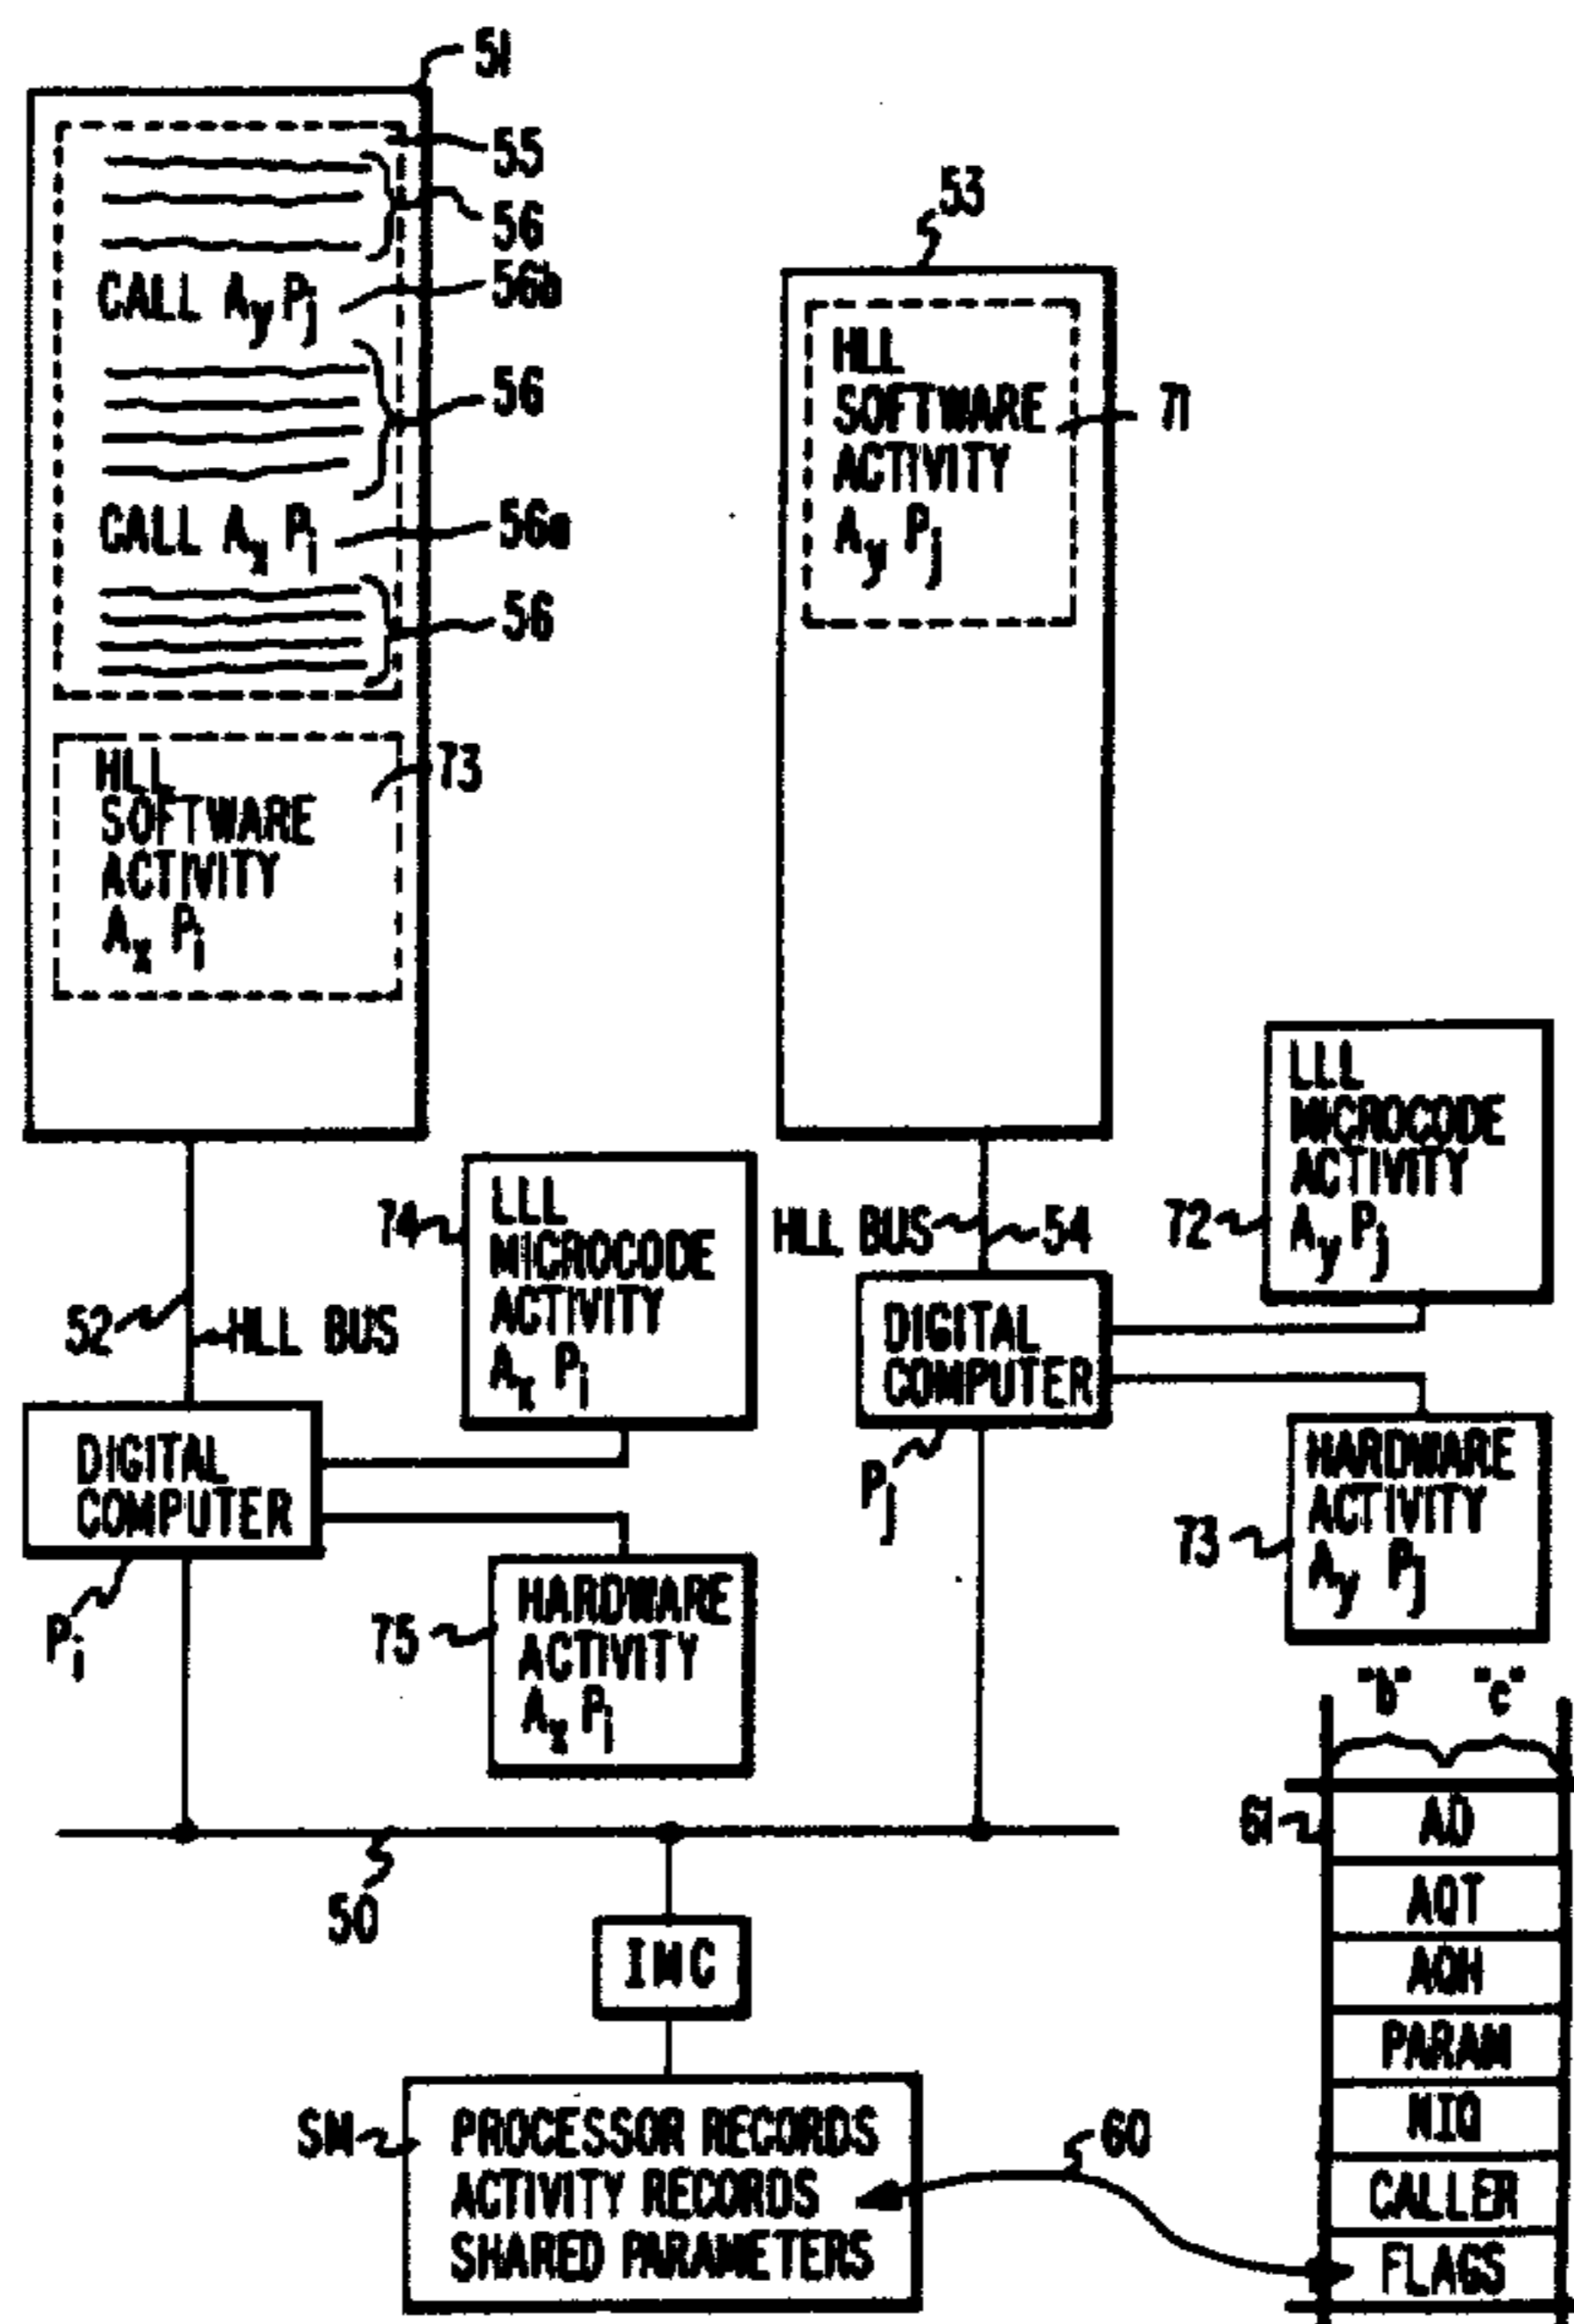 51
55
56
CALL Ay Pj
56b
56
CALL Ax Pi
56a
56
HLL
SOFTWARE
ACTIVITY
Ax Pi
73
53
HLL
SOFTWARE
ACTIVITY
Ay Pj
71
52
HLL BUS
74
LLL
MICROCODE
ACTIVITY
Ax Pi
HLL BUS
54
72
LLL
MICROCODE
ACTIVITY
Ay Pj
DIGITAL
COMPUTER
Pi
DIGITAL
COMPUTER
Pj
75
HARDWARE
ACTIVITY
Ax Pi
73
HARDWARE
ACTIVITY
Ay Pj
50
IMC
SM
PROCESSOR RECORDS
ACTIVITY RECORDS
SHARED PARAMETERS
60
"b" "c"
61
AD
AQT
AQH
PARAM
NIQ
CALLER
FLAGS